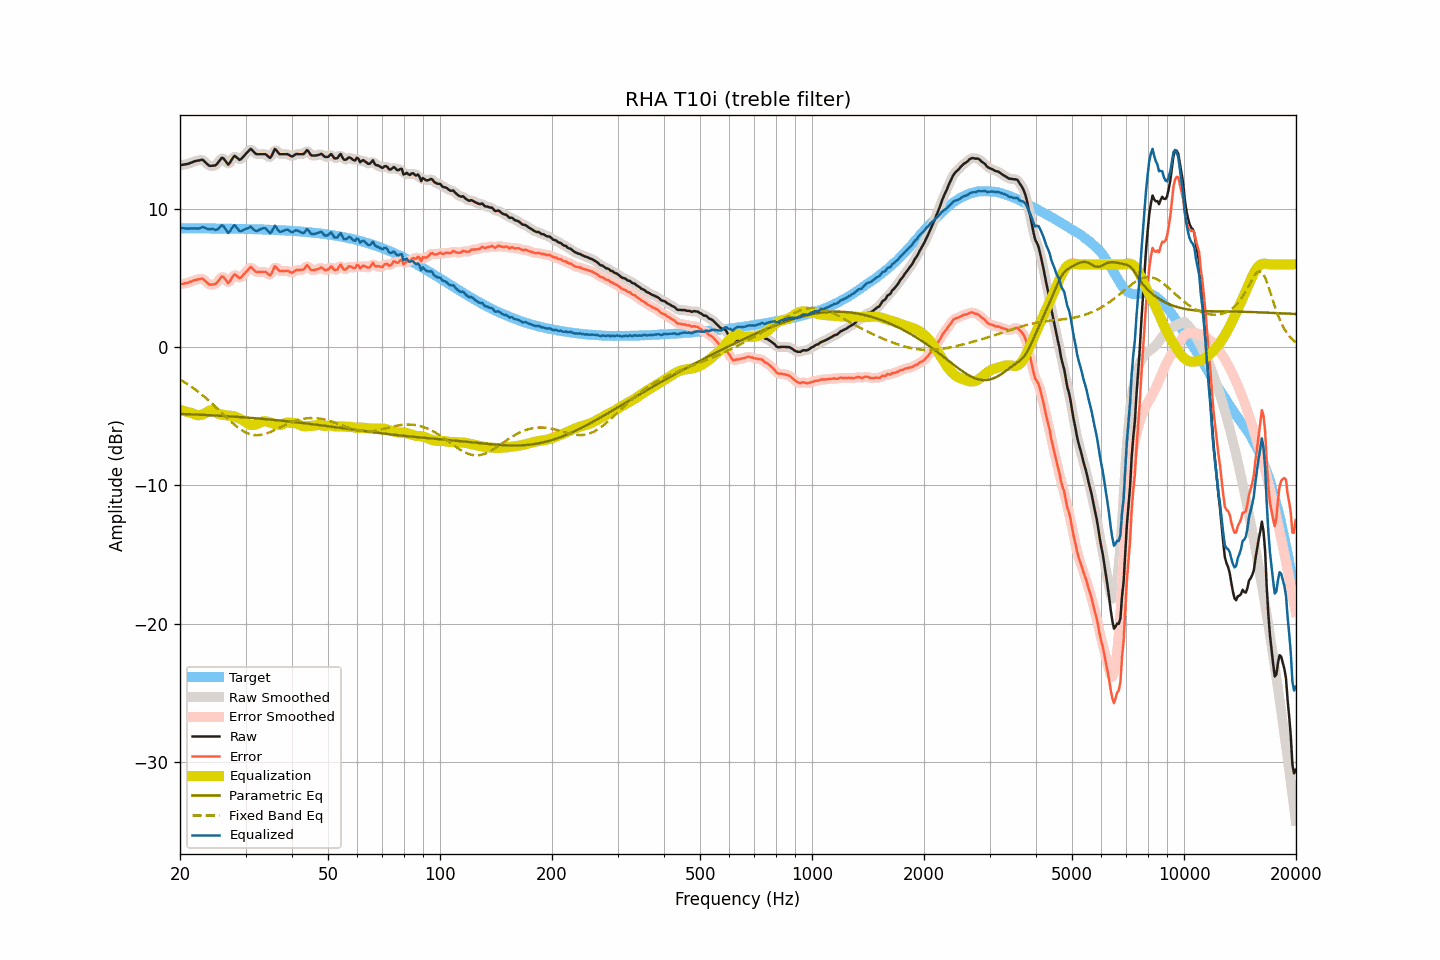 RHA T10i (treble filter)
Amplitude (dBr)
10
0
−10
−20
−30
Target
Raw Smoothed
Error Smoothed
Raw
Error
Equalization
Parametric Eq
Fixed Band Eq
Equalized
20 50 100 200 500 1000 2000 5000 10000 20000
Frequency (Hz)